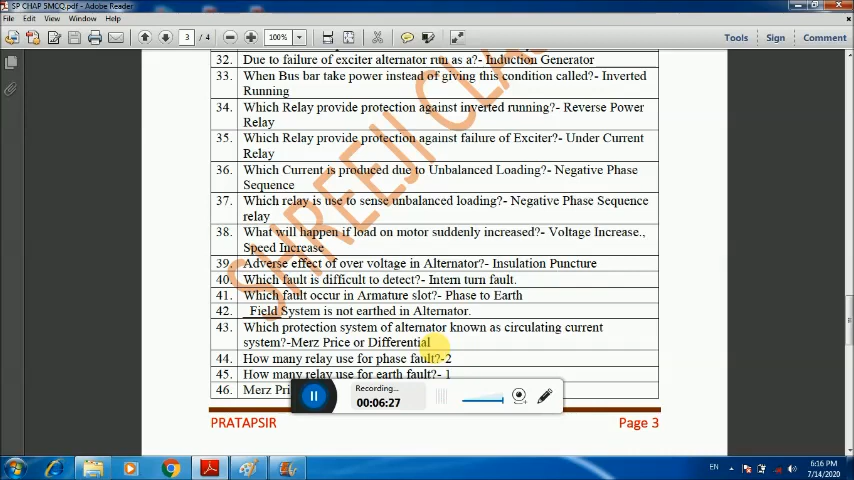 SP CHAP 5MCQ.pdf - Adobe Reader
File Edit View Window Help
3 / 4 100% Tools Sign Comment
32. Due to failure of exciter alternator run as a?- Induction Generator
33. When Bus bar take power instead of giving this condition called?- Inverted
Running
34. Which Relay provide protection against inverted running?- Reverse Power
Relay
35. Which Relay provide protection against failure of Exciter?- Under Current
Relay
36. Which Current is produced due to Unbalanced Loading?- Negative Phase
Sequence
37. Which relay is use to sense unbalanced loading?- Negative Phase Sequence
relay
38. What will happen if load on motor suddenly increased?- Voltage Increase.,
Speed Increase
39. Adverse effect of over voltage in Alternator?- Insulation Puncture
40. Which fault is difficult to detect?- Intern turn fault.
41. Which fault occur in Armature slot?- Phase to Earth
42. Field System is not earthed in Alternator.
43. Which protection system of alternator known as circulating current
system?-Merz Price or Differential
44. How many relay use for phase fault?-2
45. How many relay use for earth fault?- 1
46. Merz Pri
SHREEJI CLA
Recording...
00:06:27
PRATAPSIR Page 3
EN
6:16 PM
7/14/2020